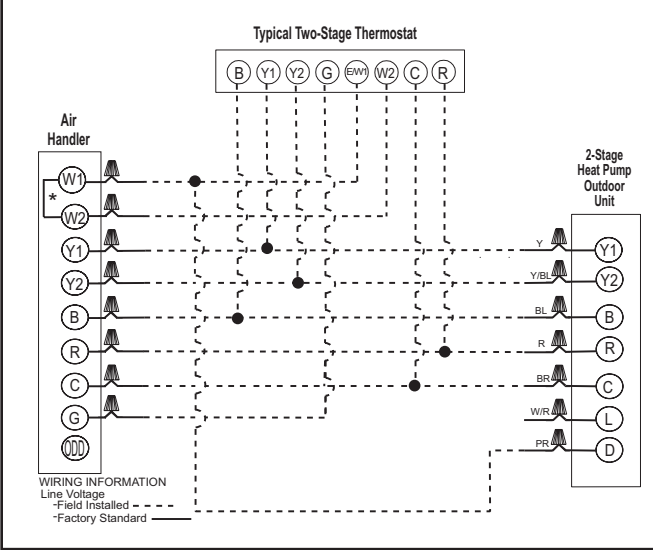 Typical Two-Stage Thermostat
B Y1 Y2 G E/W1 W2 C R
Air
Handler
W1
*
W2
Y1
Y2
B
R
C
G
ODD
2-Stage
Heat Pump
Outdoor
Unit
Y Y1
Y/BL Y2
BL B
R R
BR C
W/R L
PR D
WIRING INFORMATION
Line Voltage
-Field Installed
-Factory Standard